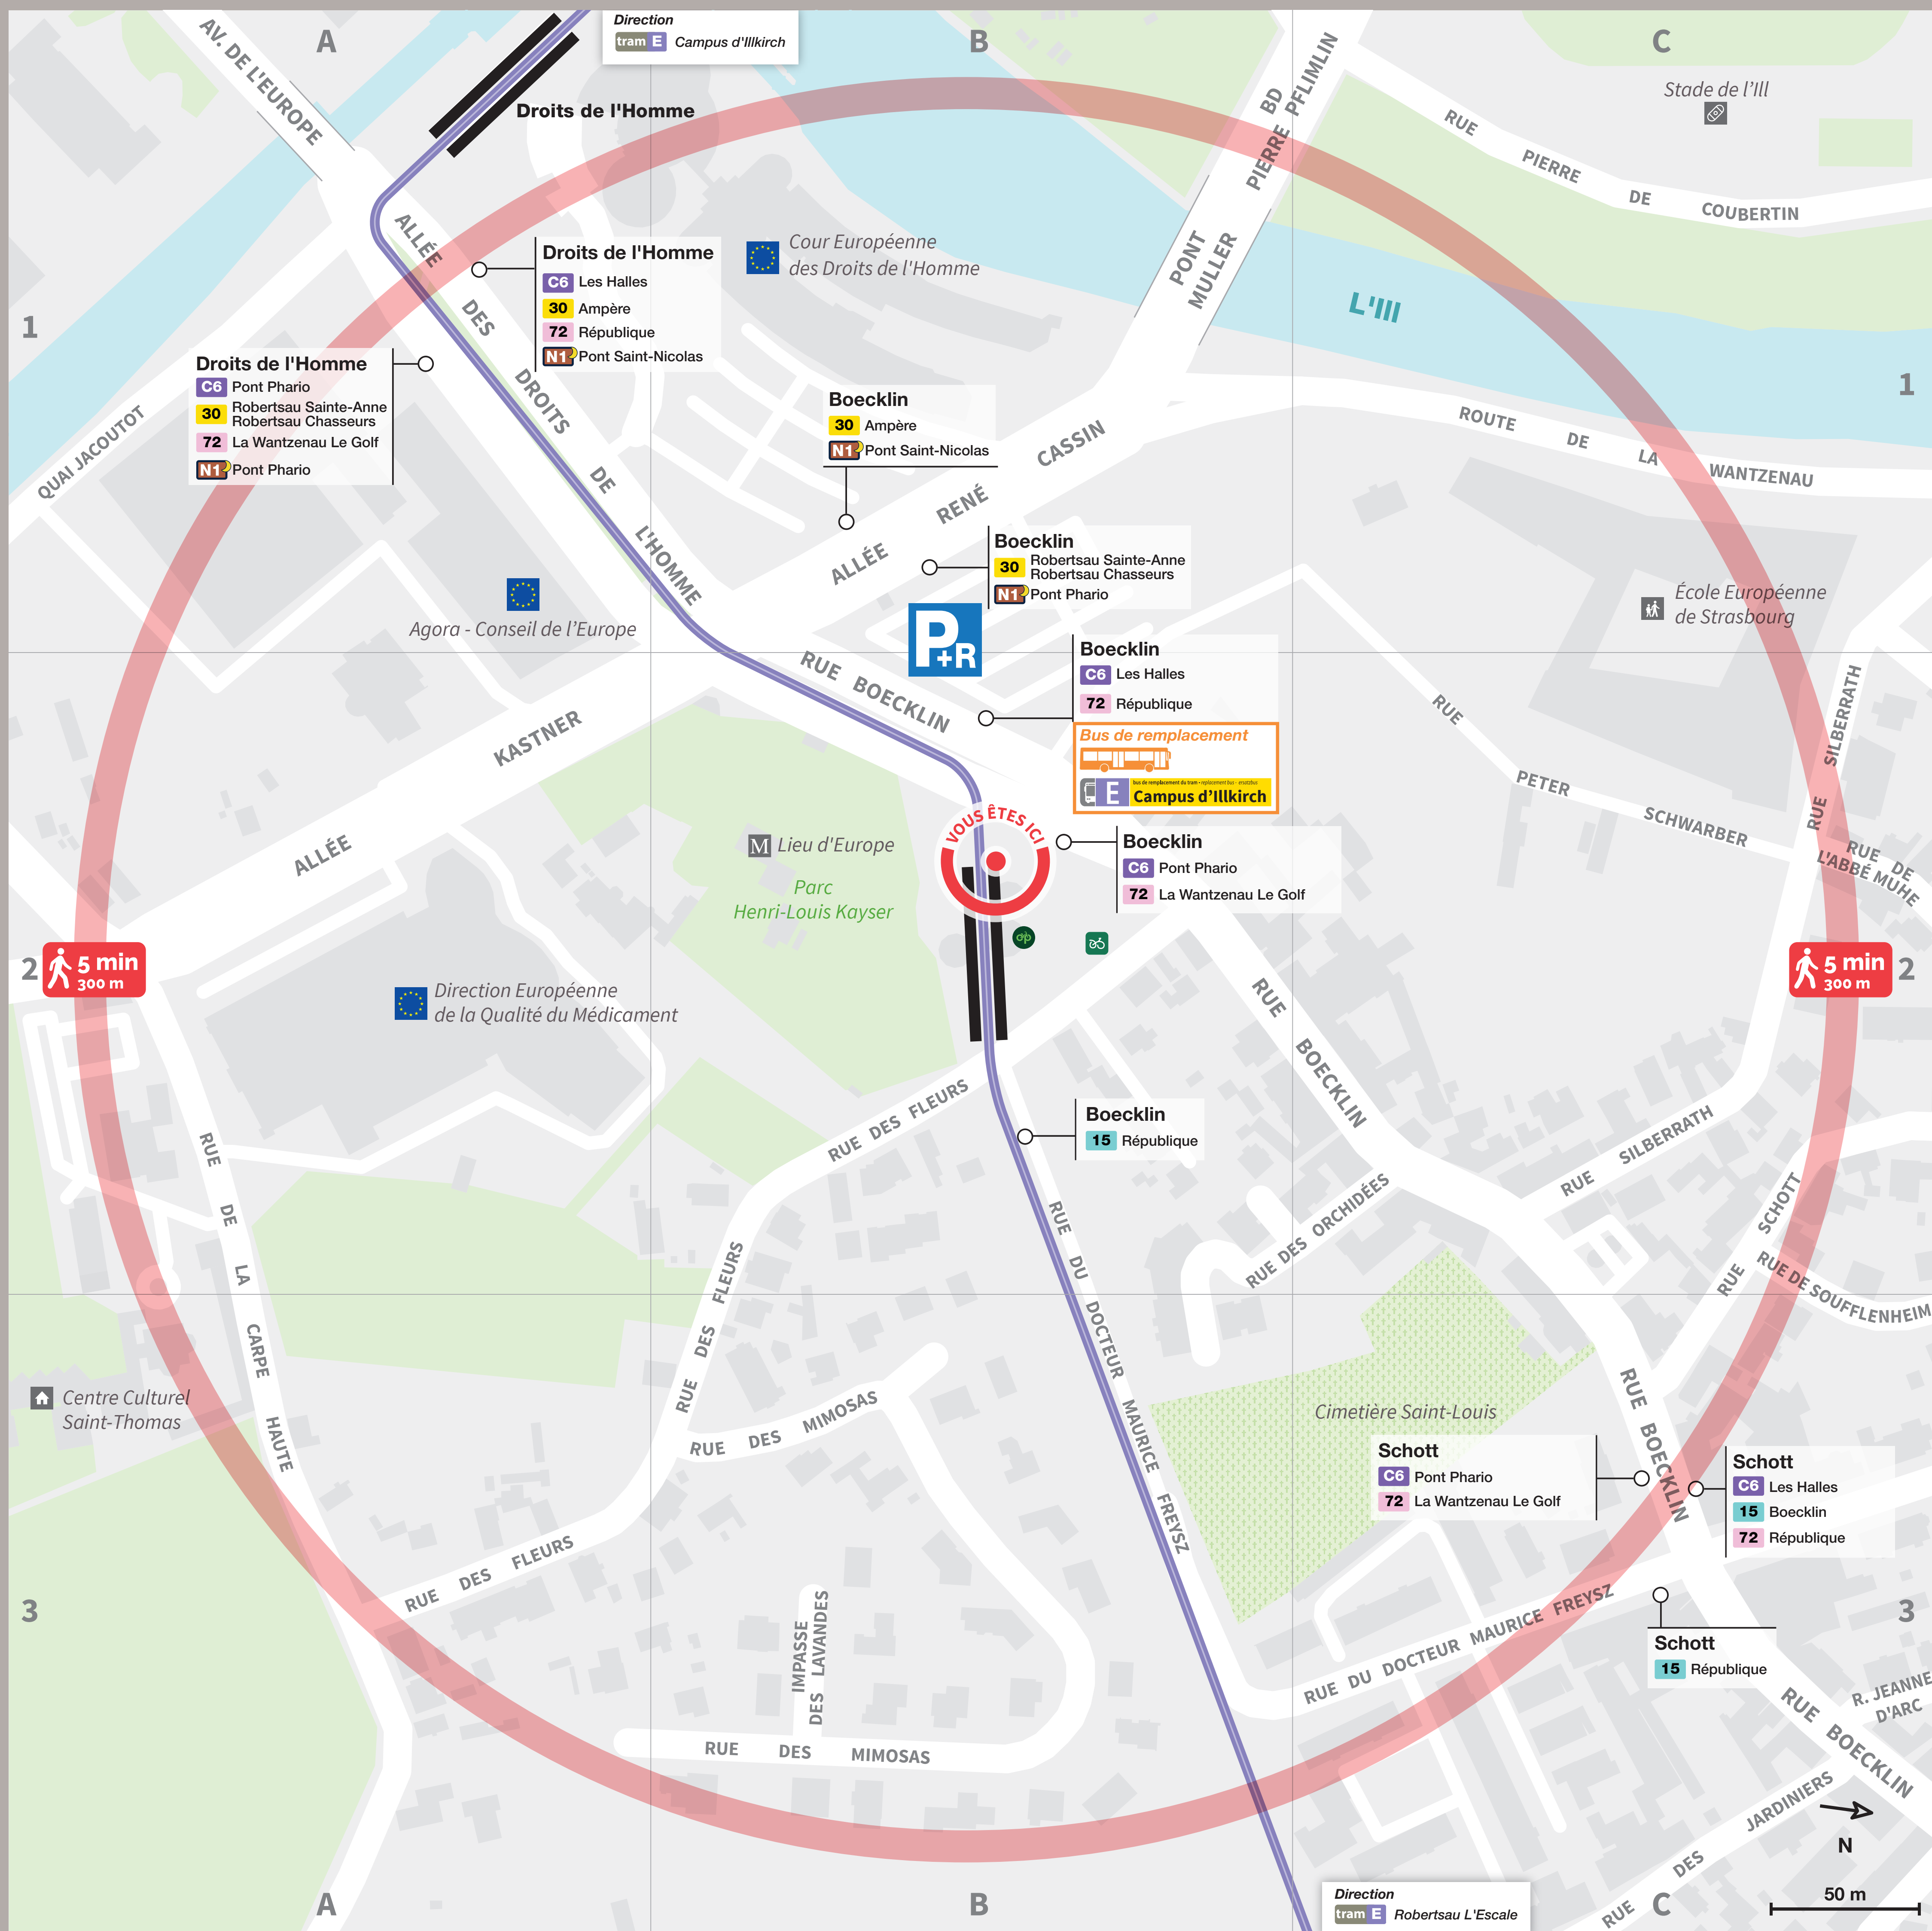 A
B
C
Direction
tram E Campus d'Illkirch
AV. DE L'EUROPE
Droits de l'Homme
BD
PIERRE PFLIMLIN
Stade de l'Ill
RUE PIERRE DE COUBERTIN
ALLÉE DES DROITS DE L'HOMME
Droits de l'Homme
C6 Les Halles
30 Ampère
72 République
N1 Pont Saint-Nicolas
Cour Européenne
des Droits de l'Homme
PONT
MULLER
L'Ill
1
Droits de l'Homme
C6 Pont Phario
30 Robertsau Sainte-Anne
Robertsau Chasseurs
72 La Wantzenau Le Golf
N1 Pont Phario
QUAI JACOUTOT
Boecklin
30 Ampère
N1 Pont Saint-Nicolas
ALLÉE RENÉ CASSIN
ROUTE DE LA WANTZENAU
1
Boecklin
30 Robertsau Sainte-Anne
Robertsau Chasseurs
N1 Pont Phario
Agora - Conseil de l'Europe
P+R
École Européenne
de Strasbourg
RUE BOECKLIN
Boecklin
C6 Les Halles
72 République
Bus de remplacement
bus de remplacement du tram • replacement bus • ersatzbus
E Campus d'Illkirch
ALLÉE KASTNER
RUE PETER SCHWARBER
RUE SILBERRATH
RUE DE
L'ABBÉ MUHE
VOUS ÊTES ICI
M Lieu d'Europe
Parc
Henri-Louis Kayser
Boecklin
C6 Pont Phario
72 La Wantzenau Le Golf
2
5 min
300 m
5 min
300 m
2
Direction Européenne
de la Qualité du Médicament
RUE BOECKLIN
RUE DES FLEURS
Boecklin
15 République
RUE DE LA CARPE HAUTE
RUE SILBERRATH
RUE SCHOTT
RUE DES ORCHIDÉES
RUE DE SOUFFLENHEIM
RUE DES FLEURS
RUE DU DOCTEUR MAURICE FREYSZ
Centre Culturel
Saint-Thomas
RUE DES MIMOSAS
Cimetière Saint-Louis
RUE BOECKLIN
Schott
C6 Pont Phario
72 La Wantzenau Le Golf
Schott
C6 Les Halles
15 Boecklin
72 République
RUE DES FLEURS
3
IMPASSE
DES LAVANDES
RUE DU DOCTEUR MAURICE FREYSZ
3
Schott
15 République
R. JEANNE
D'ARC
RUE BOECKLIN
RUE DES MIMOSAS
RUE DES JARDINIERS
N
50 m
A
B
C
Direction
tram E Robertsau L'Escale